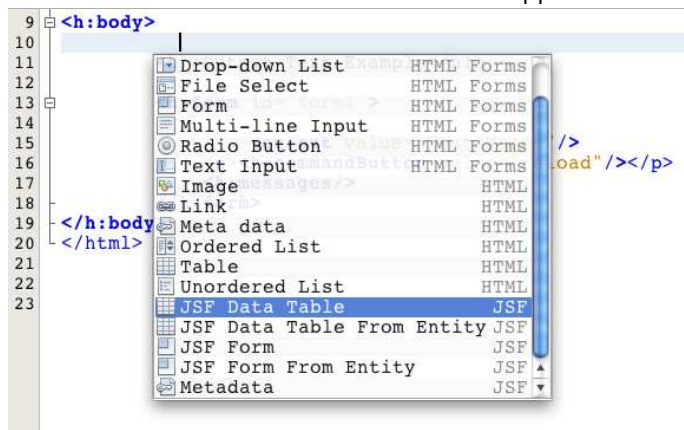 9 <h:body>
10
11
12
13
14
15 "/>
16 load"/></p>
17
18
19 </h:body
20 </html>
21
22
23
Drop-down List HTML Forms
File Select HTML Forms
Form HTML Forms
Multi-line Input HTML Forms
Radio Button HTML Forms
Text Input HTML Forms
Image HTML
Link HTML
Meta data HTML
Ordered List HTML
Table HTML
Unordered List HTML
JSF Data Table JSF
JSF Data Table From Entity JSF
JSF Form JSF
JSF Form From Entity JSF
Metadata JSF